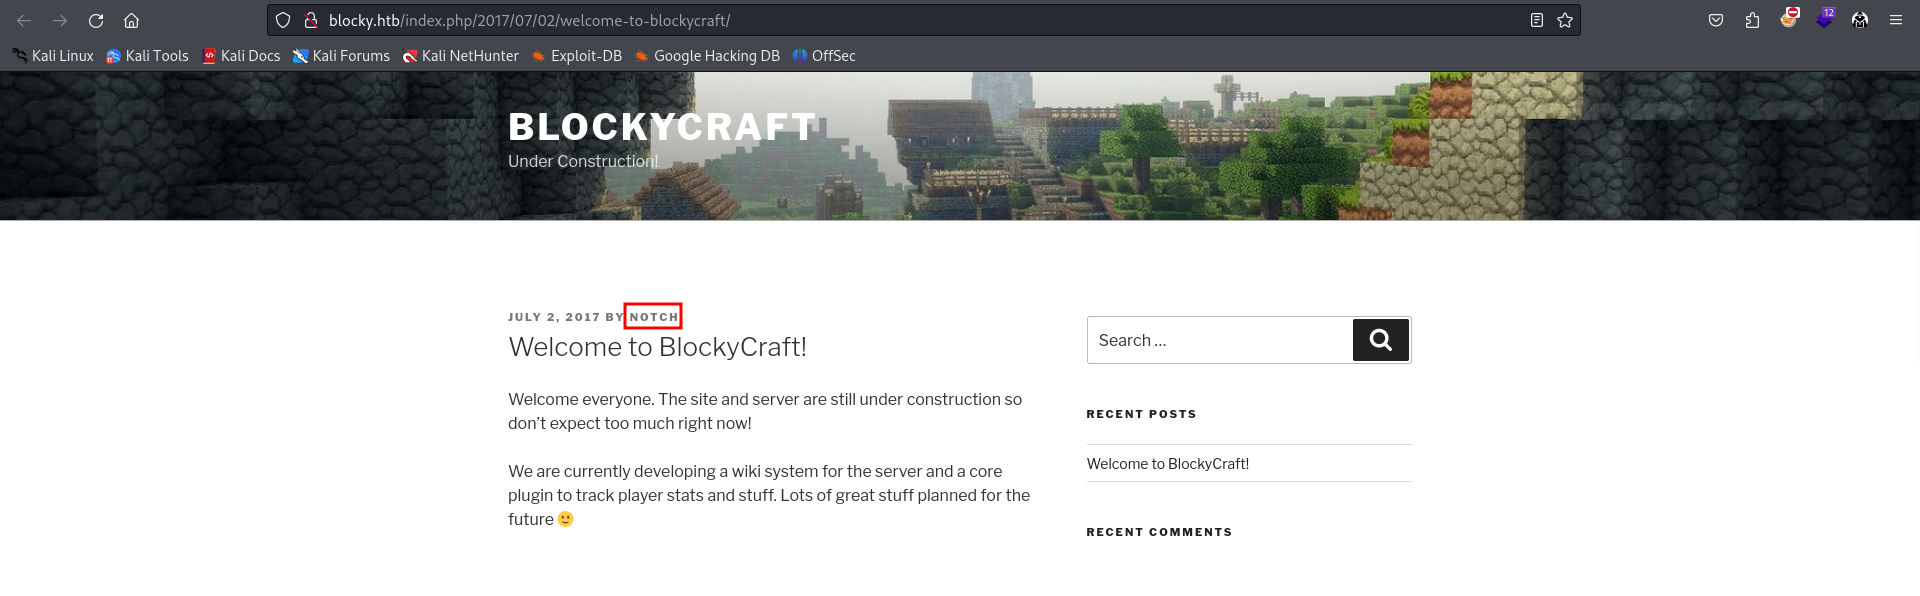 blocky.htb/index.php/2017/07/02/welcome-to-blockycraft/
12
Kali Linux Kali Tools Kali Docs Kali Forums Kali NetHunter Exploit-DB Google Hacking DB OffSec
BLOCKYCRAFT
Under Construction!
JULY 2, 2017 BY NOTCH
Welcome to BlockyCraft!
Welcome everyone. The site and server are still under construction so
don’t expect too much right now!
We are currently developing a wiki system for the server and a core
plugin to track player stats and stuff. Lots of great stuff planned for the
future 🙂
Search …
RECENT POSTS
Welcome to BlockyCraft!
RECENT COMMENTS